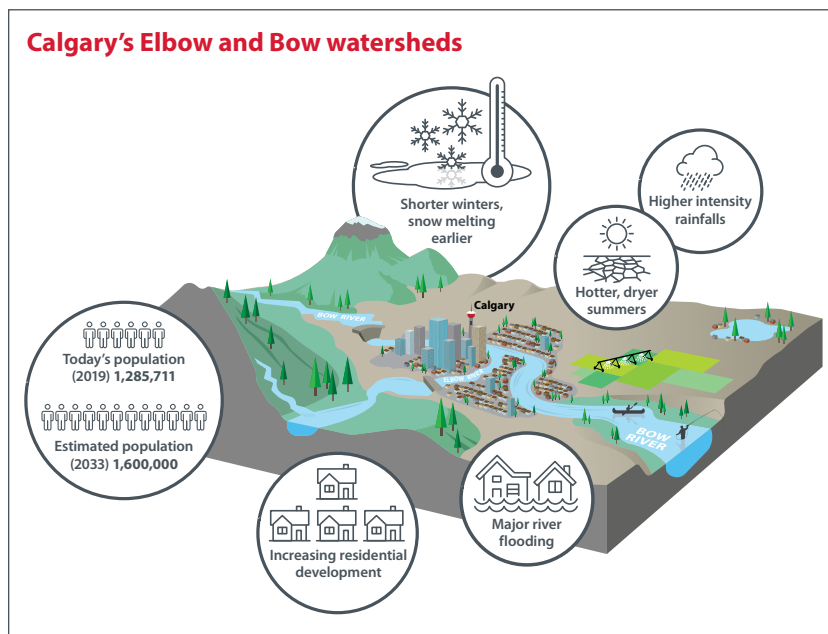 Calgary's Elbow and Bow watersheds
Shorter winters,
snow melting
earlier
Higher intensity
rainfalls
Hotter, dryer
summers
Calgary
BOW RIVER
ELBOW RIVER
BOW
RIVER
Today's population
(2019) 1,285,711
Estimated population
(2033) 1,600,000
Increasing residential
development
Major river
flooding